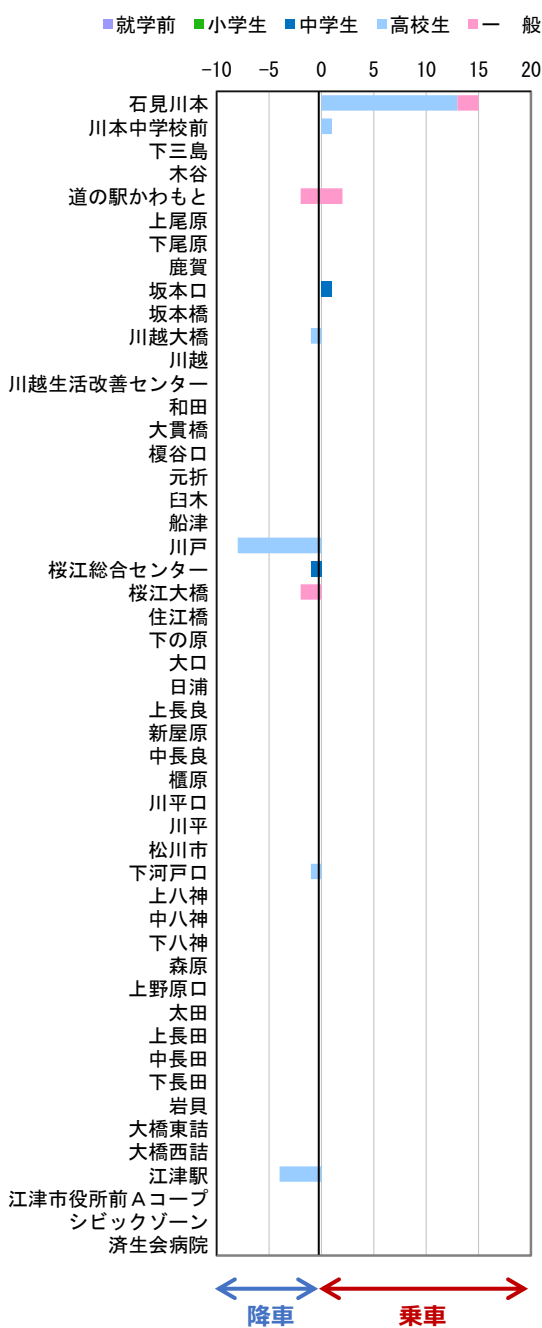 就学前 小学生 中学生 高校生 一 般
-10 -5 0 5 10 15 20
石見川本
川本中学校前
下三島
木谷
道の駅かわもと
上尾原
下尾原
鹿賀
坂本口
坂本橋
川越大橋
川越
川越生活改善センター
和田
大貫橋
榎谷口
元折
臼木
船津
川戸
桜江総合センター
桜江大橋
住江橋
下の原
大口
日浦
上長良
新屋原
中長良
櫃原
川平口
川平
松川市
下河戸口
上八神
中八神
下八神
森原
上野原口
太田
上長田
中長田
下長田
岩貝
大橋東詰
大橋西詰
江津駅
江津市役所前Aコープ
シビックゾーン
済生会病院
降車 乗車